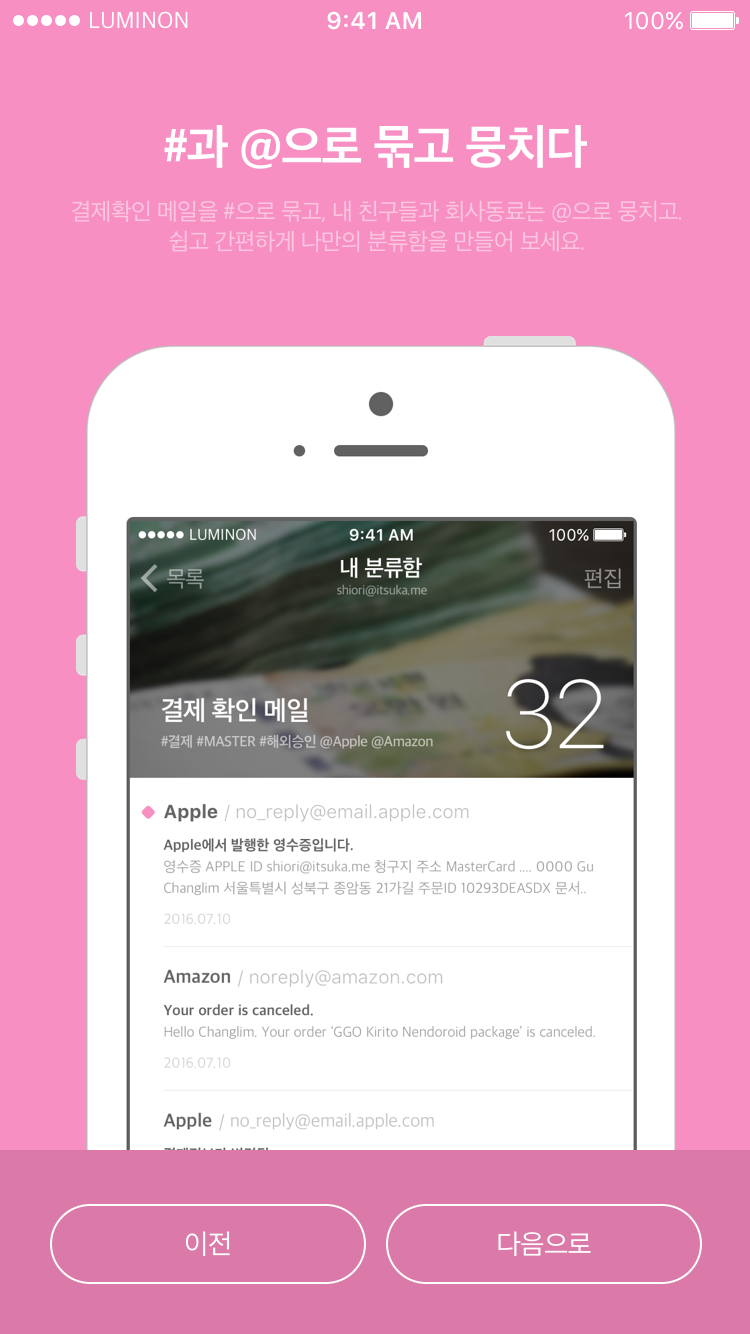 LUMINON 9:41 AM 100%
#과 @으로 묶고 뭉치다
결제확인 메일을 #으로 묶고, 내 친구들과 회사동료는 @으로 뭉치고.
쉽고 간편하게 나만의 분류함을 만들어 보세요.
LUMINON 9:41 AM 100%
목록 내 분류함 편집
shiori@itsuka.me
결제 확인 메일 32
#결제 #MASTER #해외승인 @Apple @Amazon
Apple / no_reply@email.apple.com
Apple에서 발행한 영수증입니다.
영수증 APPLE ID shiori@itsuka.me 청구지 주소 MasterCard .... 0000 Gu
Changlim 서울특별시 성북구 종암동 21가길 주문ID 10293DEASDX 문서..
2016.07.10
Amazon / noreply@amazon.com
Your order is canceled.
Hello Changlim. Your order ‘GGO Kirito Nendoroid package’ is canceled.
2016.07.10
Apple / no_reply@email.apple.com
이전 다음으로